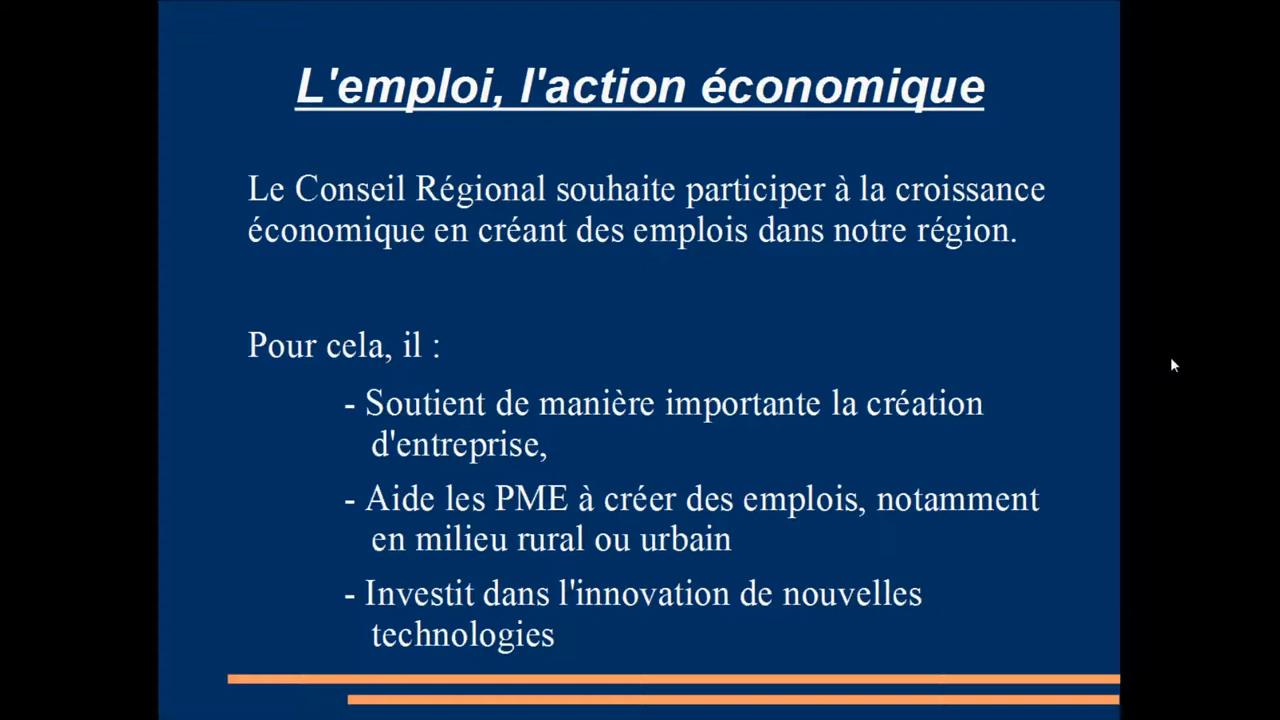 L'emploi, l'action économique
Le Conseil Régional souhaite participer à la croissance
économique en créant des emplois dans notre région.
Pour cela, il :
- Soutient de manière importante la création
d'entreprise,
- Aide les PME à créer des emplois, notamment
en milieu rural ou urbain
- Investit dans l'innovation de nouvelles
technologies